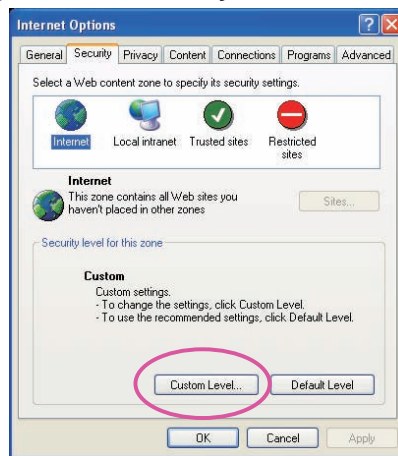 Internet Options
General Security Privacy Content Connections Programs Advanced
Select a Web content zone to specify its security settings.
Internet Local intranet Trusted sites Restricted
sites
Internet
This zone contains all Web sites you
haven't placed in other zones
Sites...
Security level for this zone
Custom
Custom settings.
- To change the settings, click Custom Level.
- To use the recommended settings, click Default Level.
Custom Level... Default Level
OK Cancel Apply